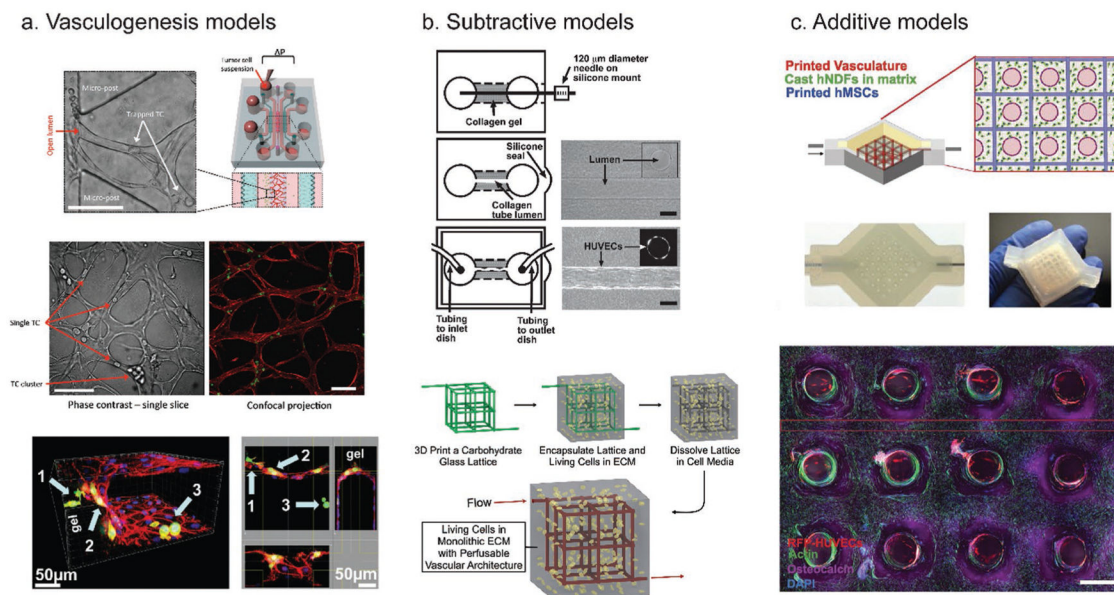 a. Vasculogenesis models
Micro-post
Open lumen
Trapped TC
Micro-post
ΔP
Tumor cell
suspension
Single TC
TC cluster
Phase contrast – single slice
Confocal projection
1
2
3
gel
50μm
2
gel
1
3
50μm
b. Subtractive models
120 μm diameter
needle on
silicone mount
Collagen gel
Silicone
seal
Collagen
tube lumen
Lumen
HUVECs
Tubing
to inlet
dish
Tubing
to outlet
dish
3D Print a Carbohydrate
Glass Lattice
Encapsulate Lattice and
Living Cells in ECM
Dissolve Lattice
in Cell Media
Flow
Living Cells in
Monolithic ECM
with Perfusable
Vascular Architecture
c. Additive models
Printed Vasculature
Cast hNDFs in matrix
Printed hMSCs
RFP-HUVECs
Actin
Osteocalcin
DAPI